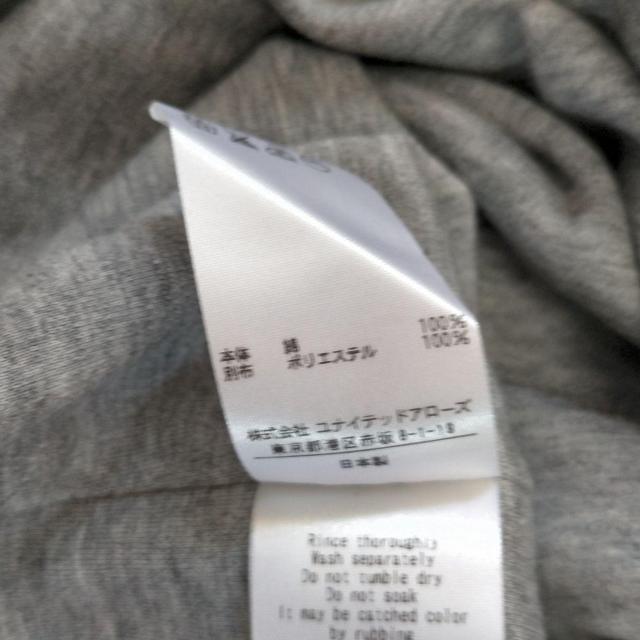 本体 綿 100%
別布 ポリエステル 100%
株式会社 ユナイテッドアローズ
東京都港区赤坂8-1-19
日本製
Rince thoroughly
Wash separately
Do not tumble dry
Do not soak
It may be catched color
by rubbing